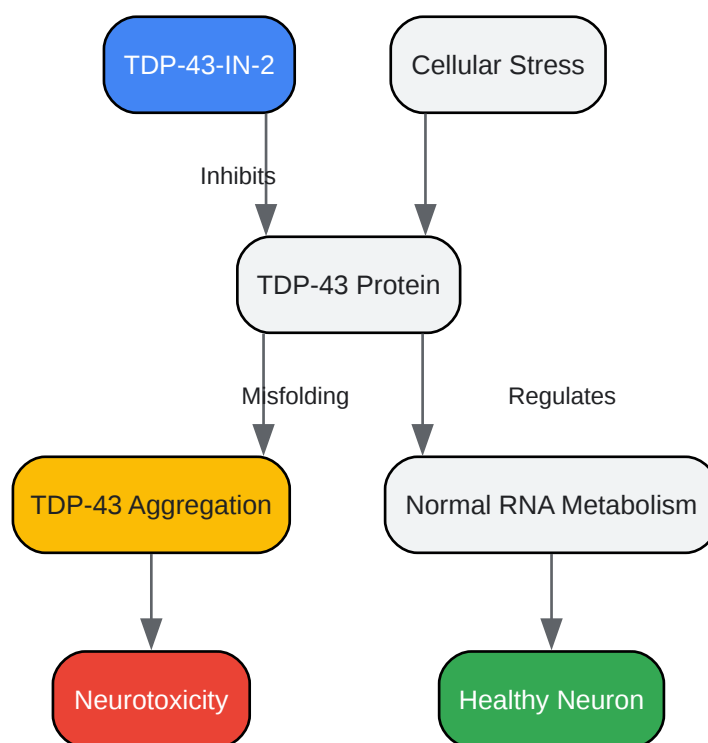 TDP-43-IN-2
Cellular Stress
Inhibits
TDP-43 Protein
Misfolding
Regulates
TDP-43 Aggregation
Normal RNA Metabolism
Neurotoxicity
Healthy Neuron